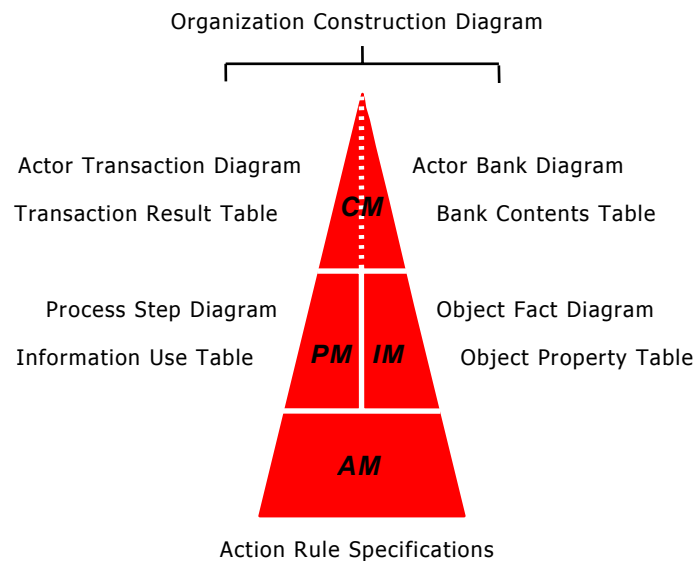 Organization Construction Diagram
Actor Transaction Diagram
Actor Bank Diagram
Transaction Result Table
CM
Bank Contents Table
Process Step Diagram
Object Fact Diagram
Information Use Table
PM
IM
Object Property Table
AM
Action Rule Specifications